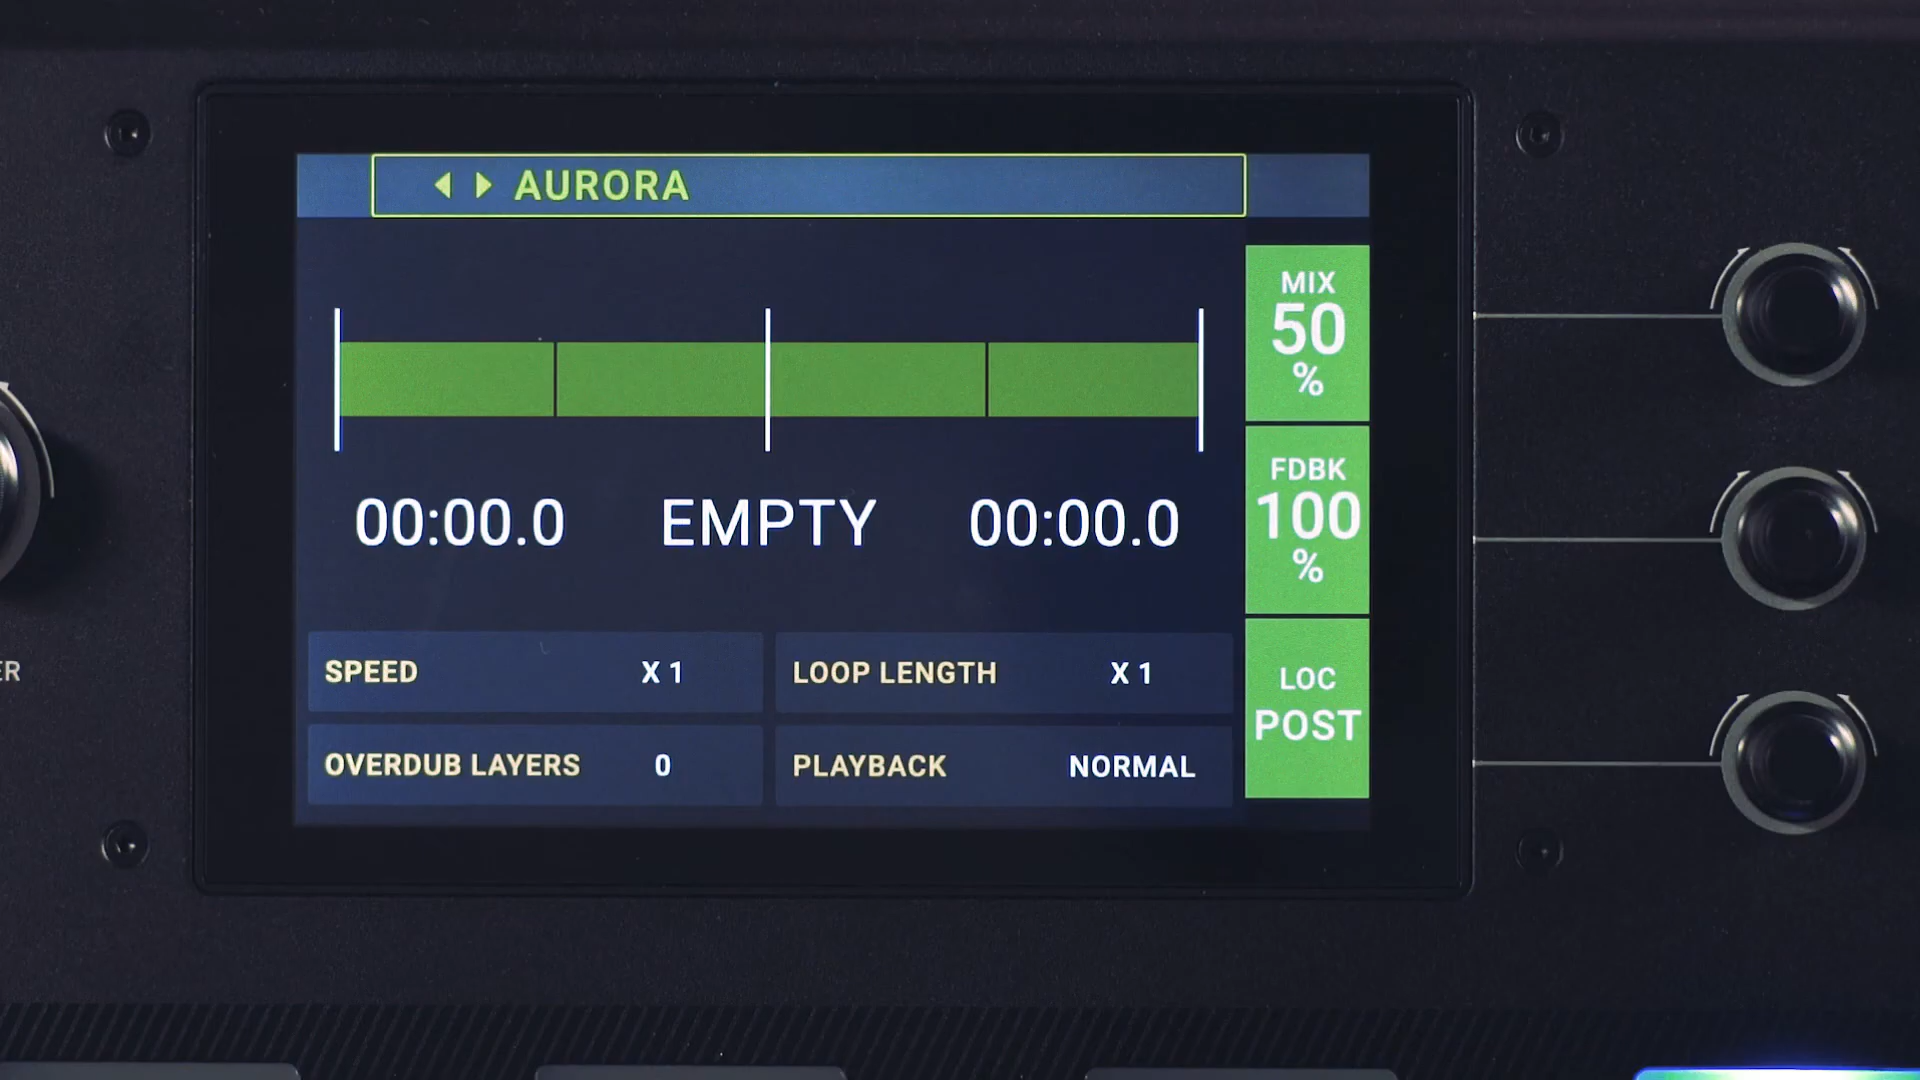 AURORA
MIX
50
%
00:00.0 EMPTY 00:00.0
FDBK
100
%
SPEED X 1
LOOP LENGTH X 1
OVERDUB LAYERS 0
PLAYBACK NORMAL
LOC
POST
ER